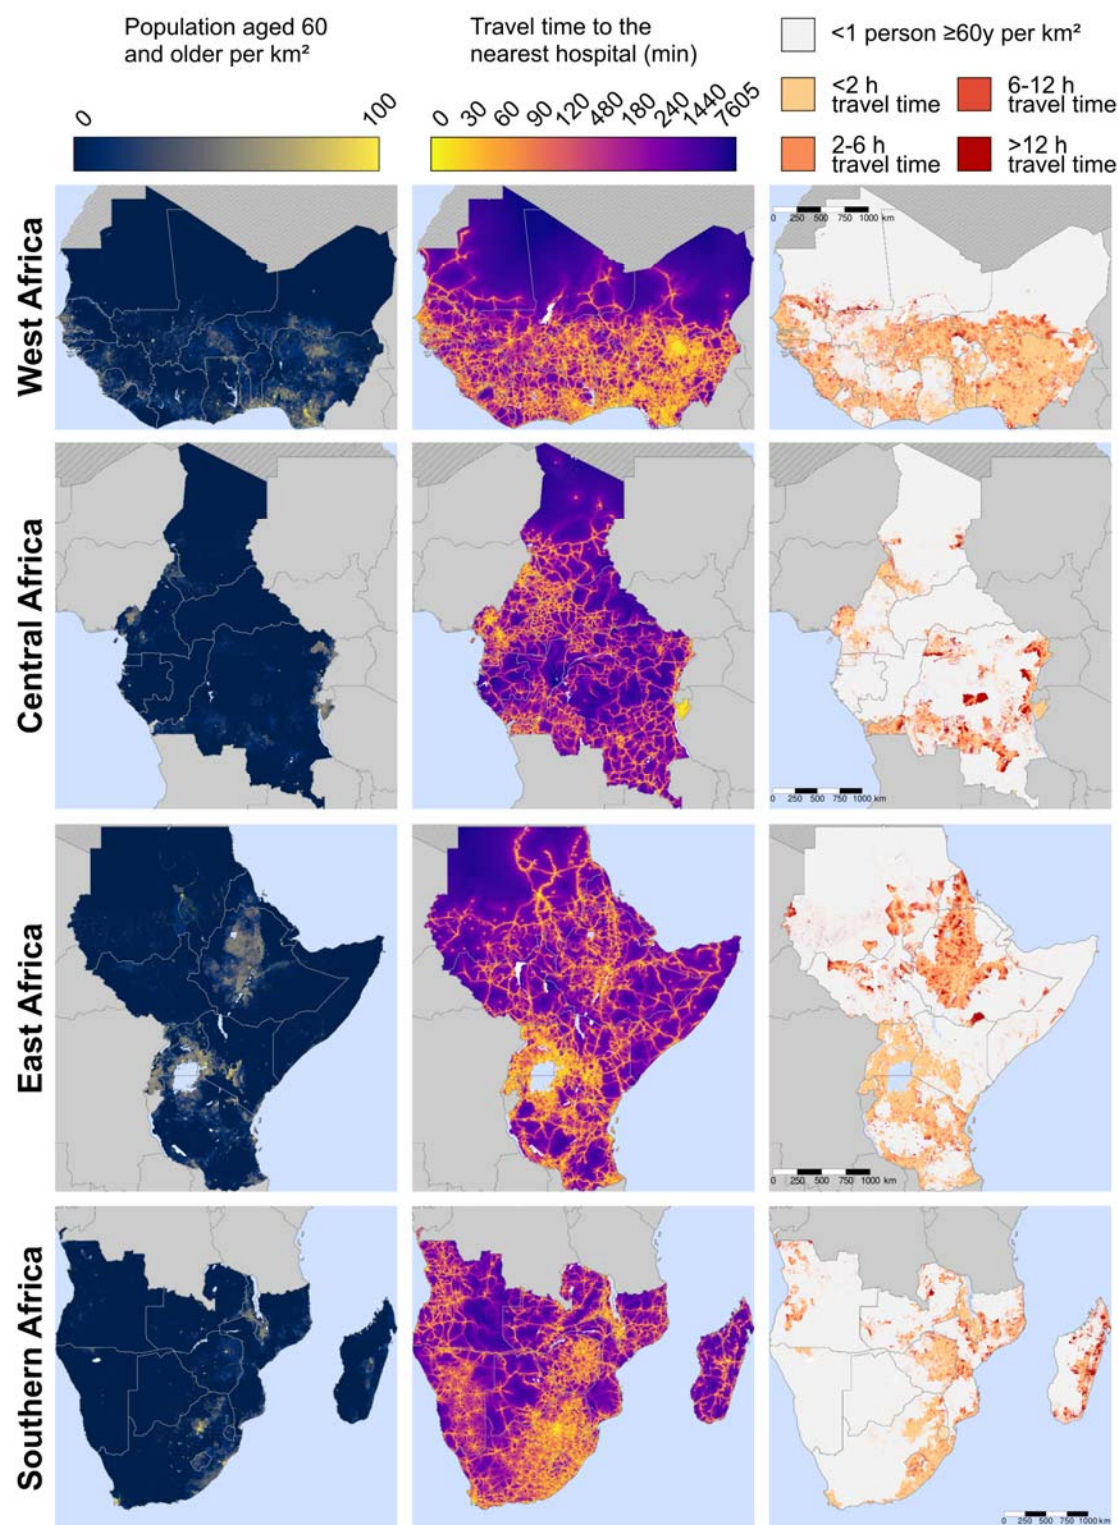 Population aged 60
and older per km²
0
100
Travel time to the
nearest hospital (min)
0 30 60 90 120 480 180 240 1440 7605
<1 person ≥60y per km²
<2 h
travel time
6-12 h
travel time
2-6 h
travel time
>12 h
travel time
West Africa
0 250 500 750 1000 km
Central Africa
0 250 500 750 1000 km
East Africa
0 250 500 750 1000 km
Southern Africa
0 250 500 750 1000 km